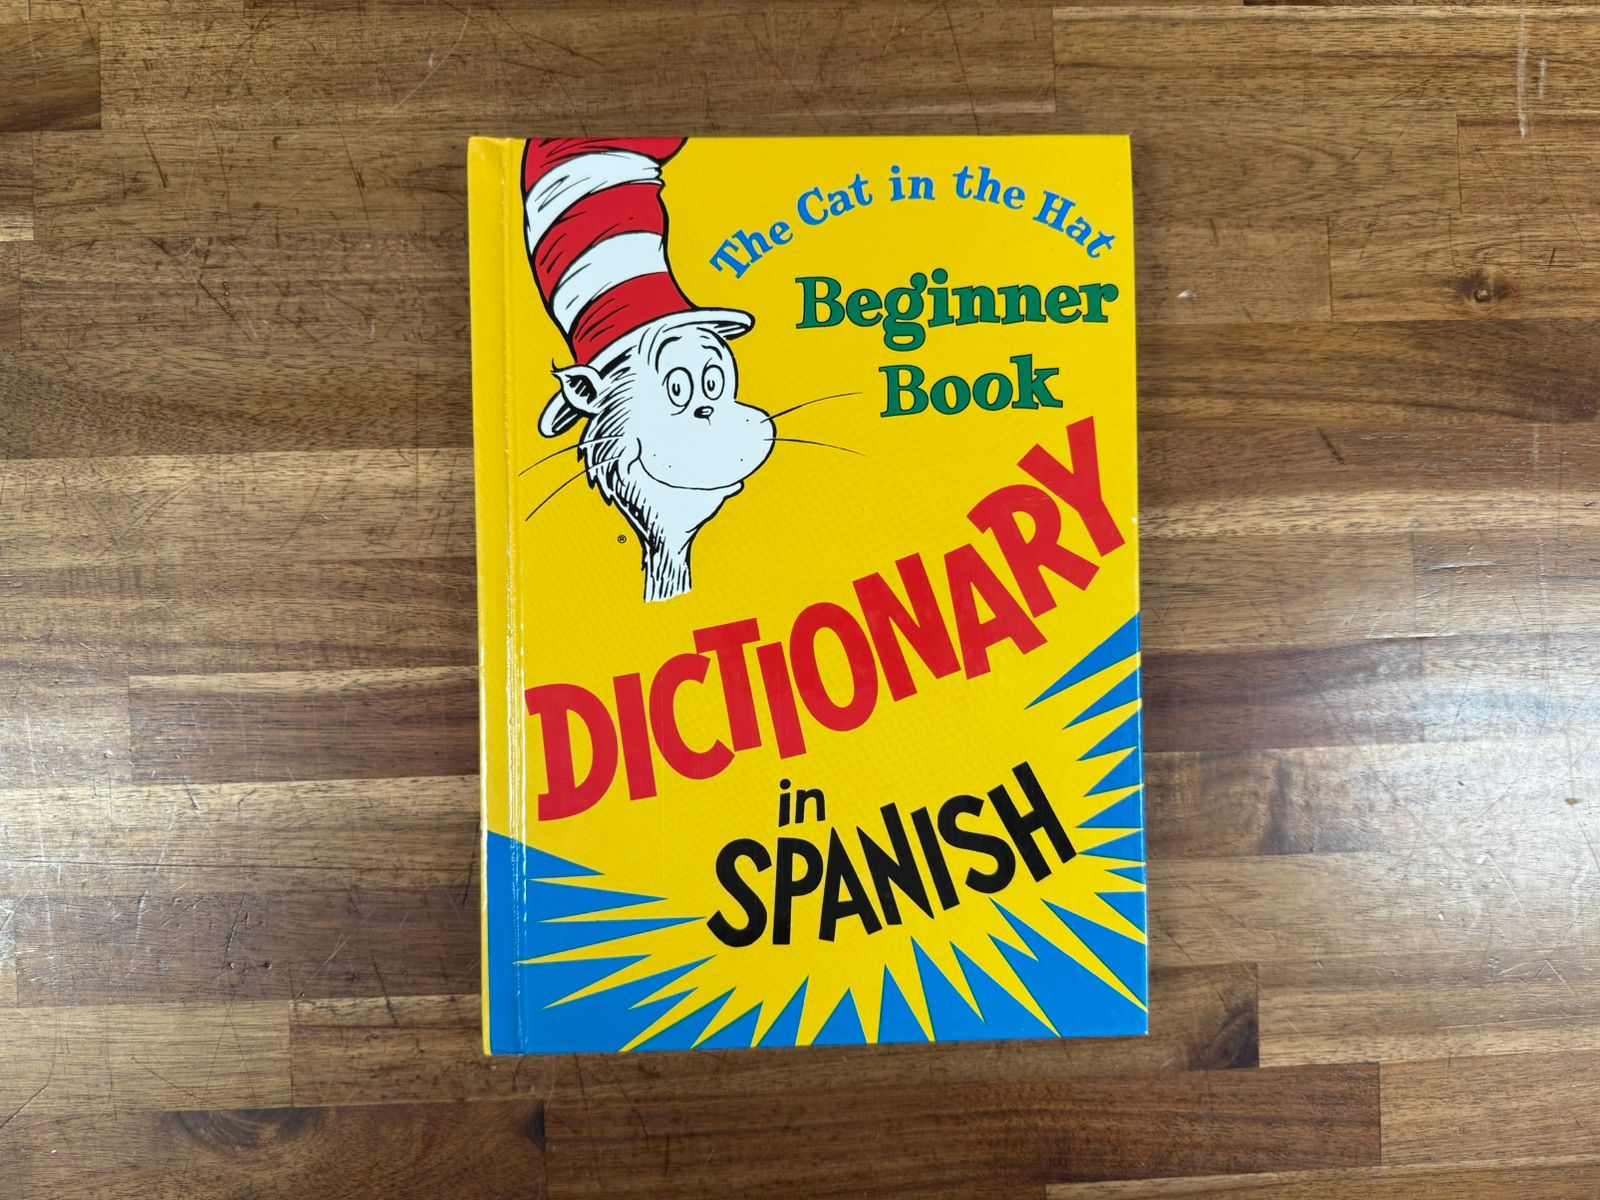 The Cat in the Hat
Beginner
Book
DICTIONARY
in
SPANISH
®